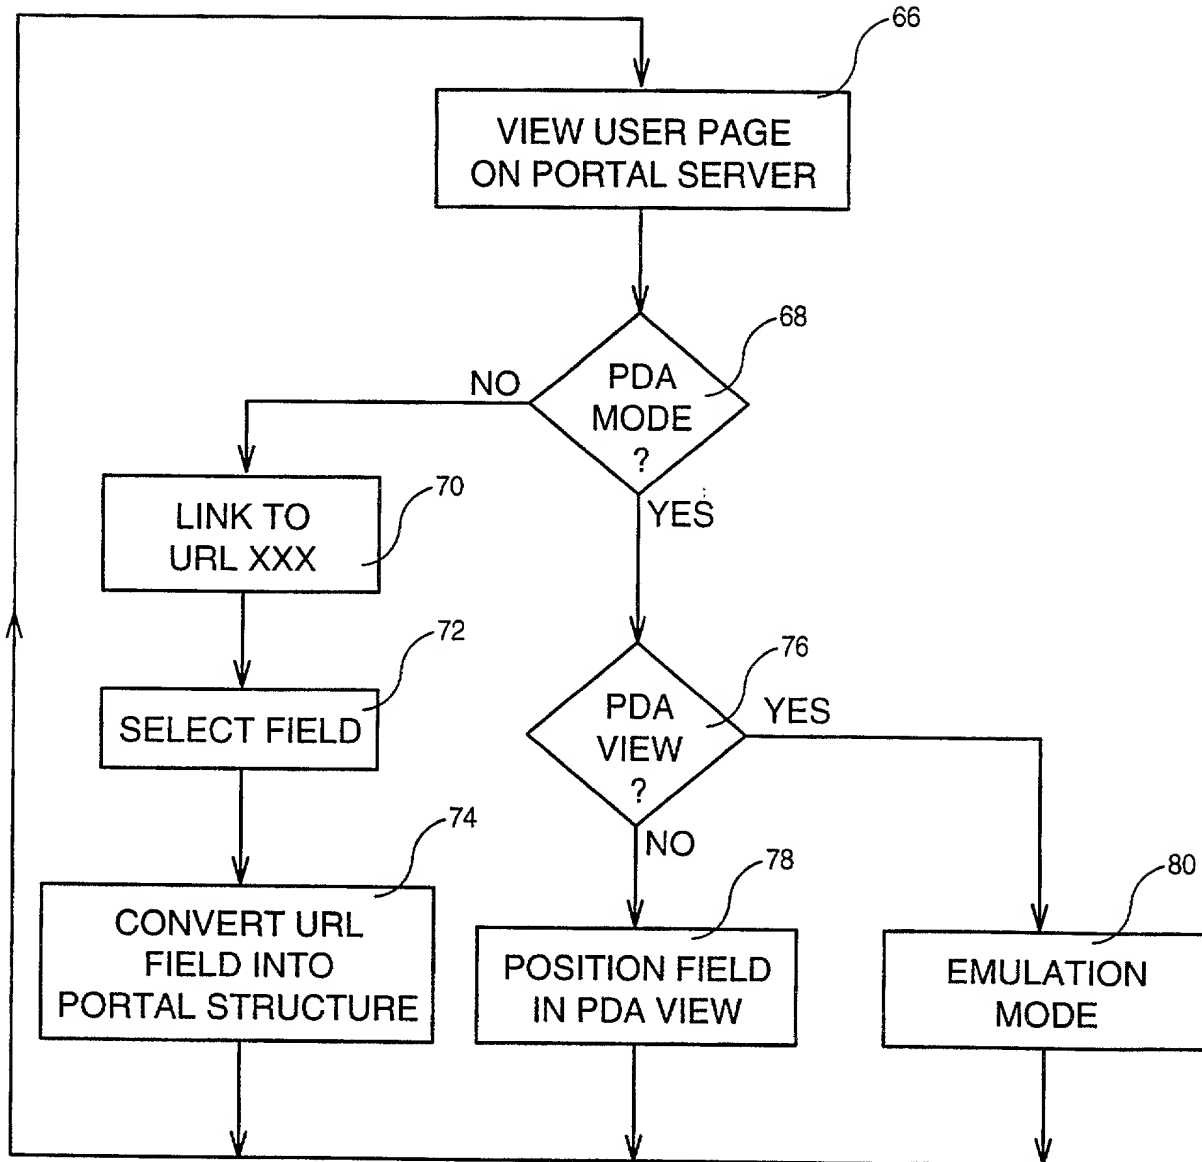 66
VIEW USER PAGE
ON PORTAL SERVER
68
PDA
MODE
?
NO
YES
70
LINK TO
URL XXX
72
SELECT FIELD
76
PDA
VIEW
?
YES
NO
74
CONVERT URL
FIELD INTO
PORTAL STRUCTURE
78
POSITION FIELD
IN PDA VIEW
80
EMULATION
MODE